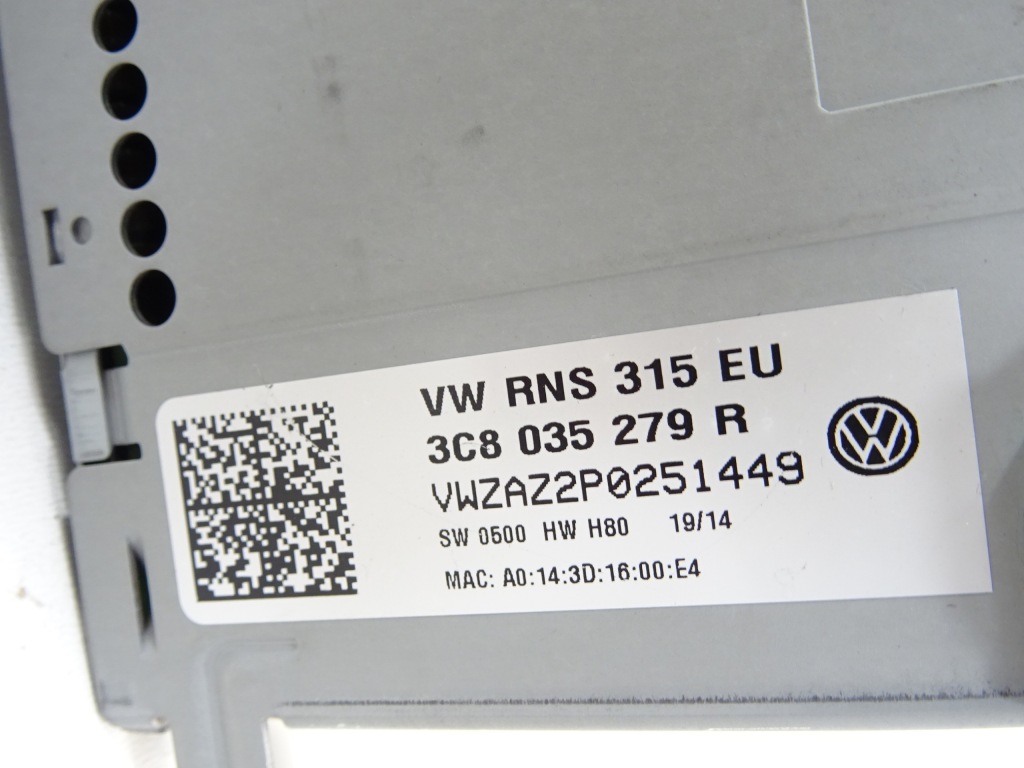 VW RNS 315 EU
3C8 035 279 R
VWZAZ2P0251449
SW 0500 HW H80 19/14
MAC: A0:14:3D:16:00:E4